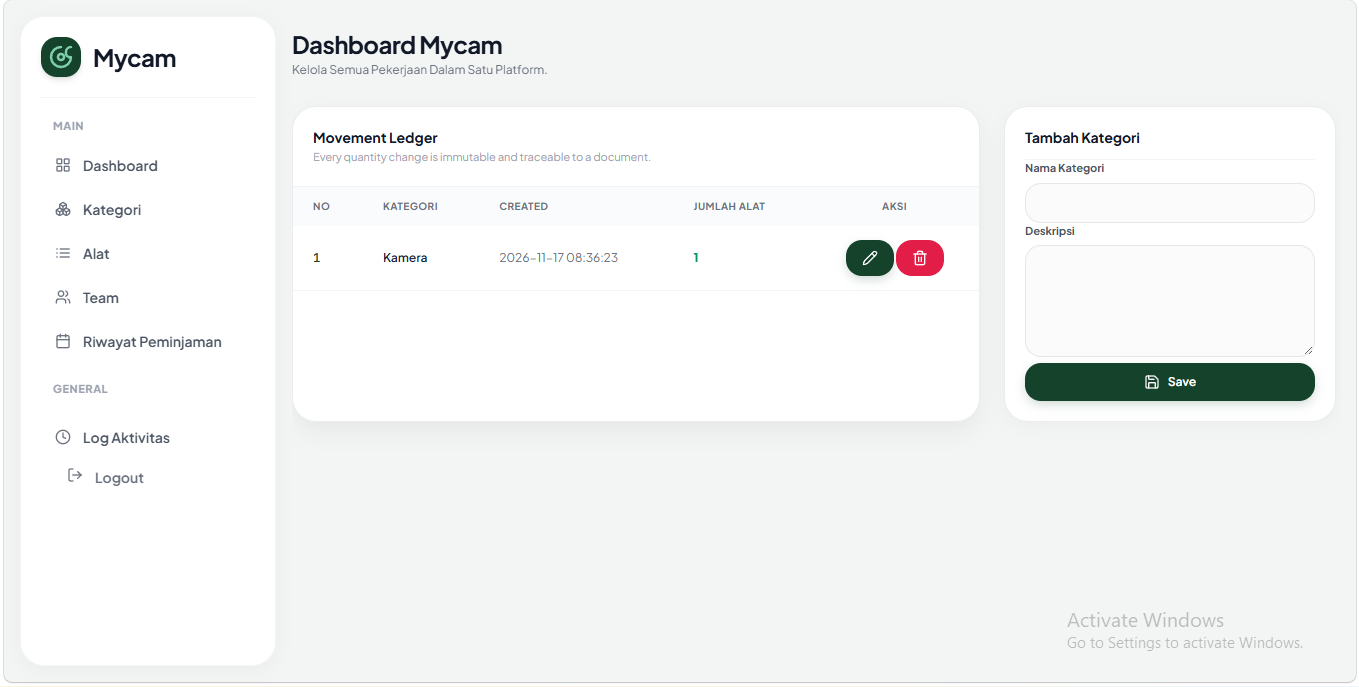 Mycam
MAIN
Dashboard
Kategori
Alat
Team
Riwayat Peminjaman
GENERAL
Log Aktivitas
Logout
Dashboard Mycam
Kelola Semua Pekerjaan Dalam Satu Platform.
Movement Ledger
Every quantity change is immutable and traceable to a document.
NO KATEGORI CREATED JUMLAH ALAT AKSI
1 Kamera 2026-11-17 08:36:23 1
Tambah Kategori
Nama Kategori
Deskripsi
Save
Activate Windows
Go to Settings to activate Windows.